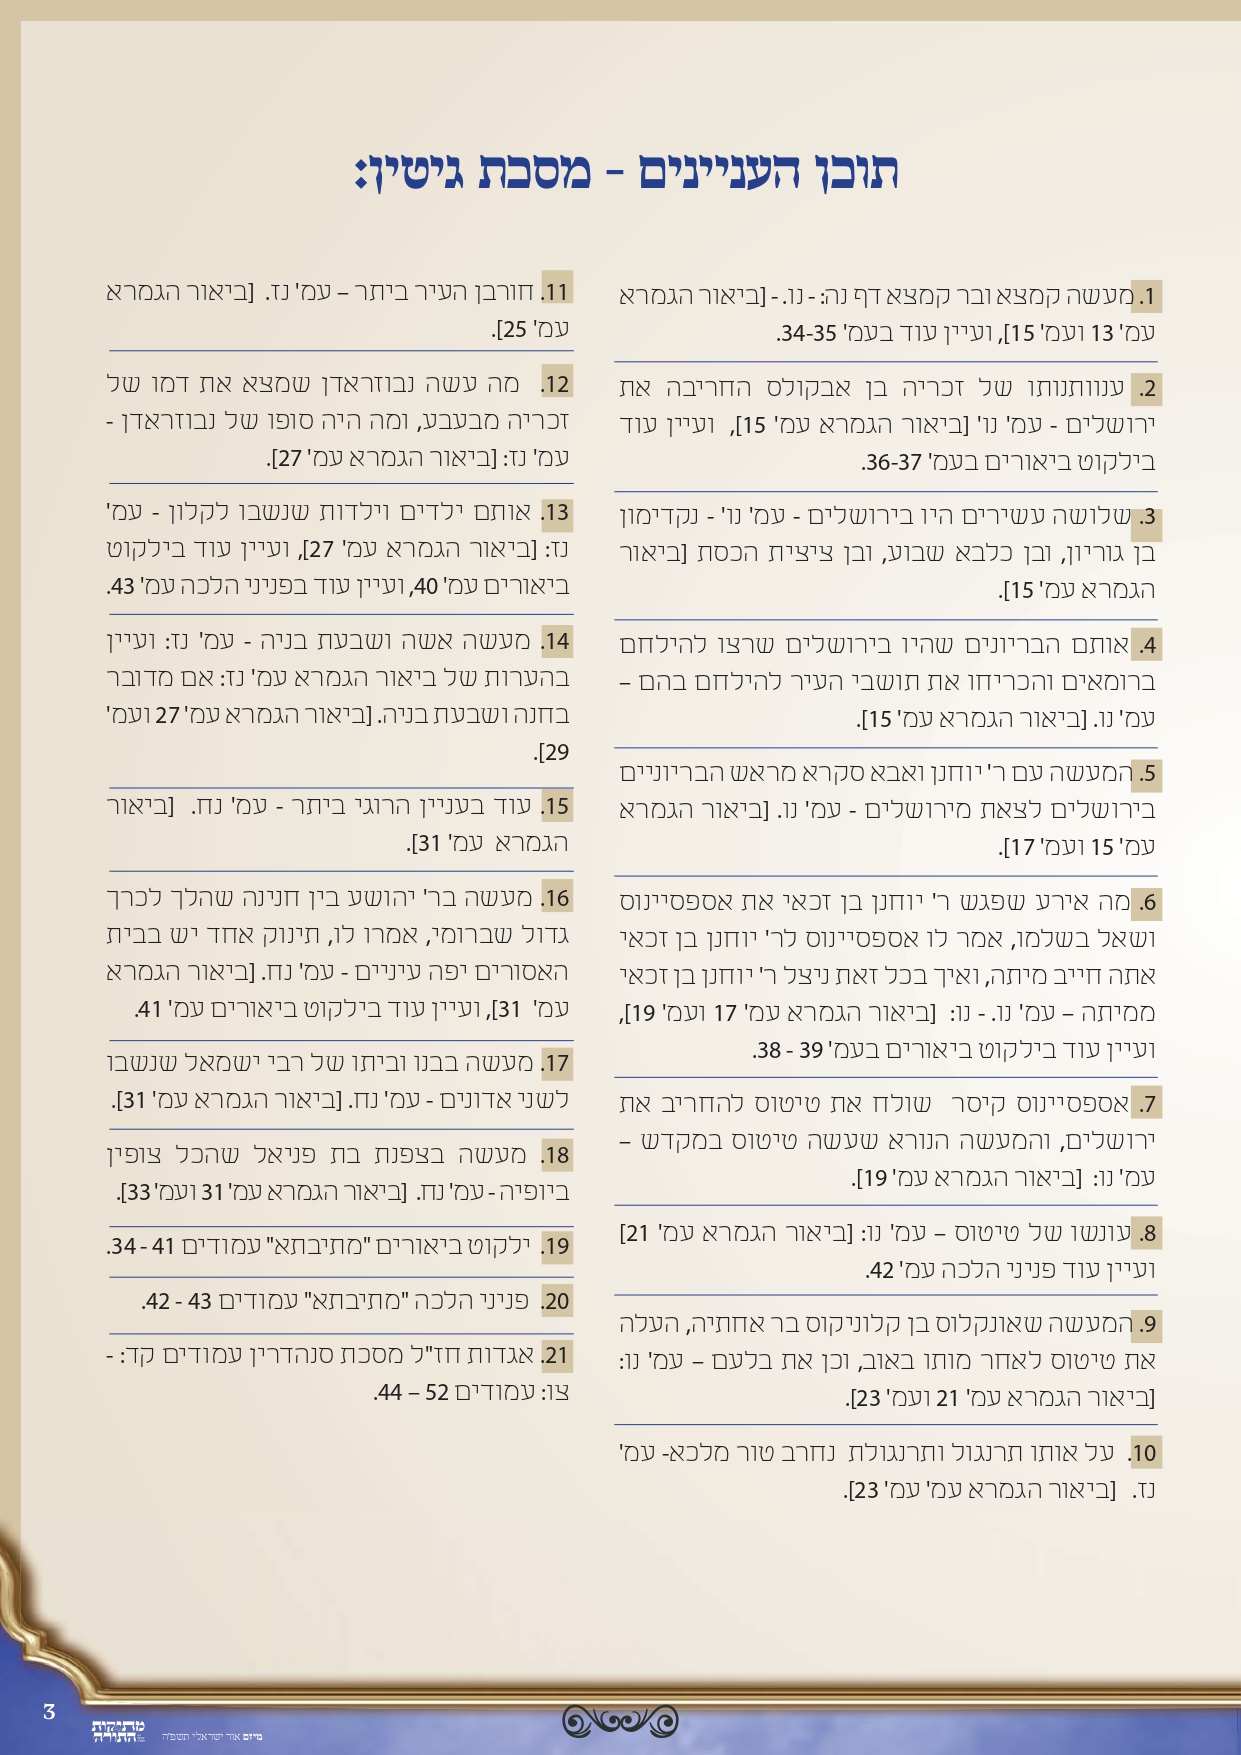 תוכן העניינים – מסכת גיטין:
1. מעשה קמצא ובר קמצא דף נה: - נו. - [ביאור הגמרא
עמ' 13 ועמ' 15], ועיין עוד בעמ' 34-35.
2. ענוותנותו של זכריה בן אבקולס החריבה את
ירושלים - עמ' נו' [ביאור הגמרא עמ' 15], ועיין עוד
בילקוט ביאורים בעמ' 36-37.
3. שלושה עשירים היו בירושלים - עמ' נו' - נקדימון
בן גוריון, ובן כלבא שבוע, ובן ציצית הכסת [ביאור
הגמרא עמ' 15].
4. אותם הבריונים שהיו בירושלים שרצו להילחם
ברומאים והכריחו את תושבי העיר להילחם בהם –
עמ' נו. [ביאור הגמרא עמ' 15].
5. המעשה עם ר' יוחנן ואבא סקרא מראש הבריוניים
בירושלים לצאת מירושלים - עמ' נו. [ביאור הגמרא
עמ' 15 ועמ' 17].
6. מה אירע שפגש ר' יוחנן בן זכאי את אספסיינוס
ושאל בשלמו, אמר לו אספסיינוס לר' יוחנן בן זכאי
אתה חייב מיתה, ואיך בכל זאת ניצל ר' יוחנן בן זכאי
ממיתה – עמ' נו. - נו: [ביאור הגמרא עמ' 17 ועמ' 19],
ועיין עוד בילקוט ביאורים בעמ' 39 - 38.
7. אספסיינוס קיסר שולח את טיטוס להחריב את
ירושלים, והמעשה הנורא שעשה טיטוס במקדש –
עמ' נו: [ביאור הגמרא עמ' 19].
8. עונשו של טיטוס – עמ' נו: [ביאור הגמרא עמ' 21]
ועיין עוד פניני הלכה עמ' 42.
9. המעשה שאונקלוס בן קלוניקוס בר אחתיה, העלה
את טיטוס לאחר מותו באוב, וכן את בלעם – עמ' נו:
[ביאור הגמרא עמ' 21 ועמ' 23].
10. על אותו תרנגול ותרנגולת נחרב טור מלכא- עמ'
נז. [ביאור הגמרא עמ' עמ' 23].
11. חורבן העיר ביתר – עמ' נז. [ביאור הגמרא
עמ' 25].
12. מה עשה נבוזראדן שמצא את דמו של
זכריה מבעבע, ומה היה סופו של נבוזראדן -
עמ' נז: [ביאור הגמרא עמ' 27].
13. אותם ילדים וילדות שנשבו לקלון - עמ'
נז: [ביאור הגמרא עמ' 27], ועיין עוד בילקוט
ביאורים עמ' 40, ועיין עוד בפניני הלכה עמ' 43.
14. מעשה אשה ושבעת בניה - עמ' נז: ועיין
בהערות של ביאור הגמרא עמ' נז: אם מדובר
בחנה ושבעת בניה. [ביאור הגמרא עמ' 27 ועמ'
29].
15. עוד בעניין הרוגי ביתר - עמ' נח. [ביאור
הגמרא עמ' 31].
16. מעשה בר' יהושע בין חנינה שהלך לכרך
גדול שברומי, אמרו לו, תינוק אחד יש בבית
האסורים יפה עיניים - עמ' נח. [ביאור הגמרא
עמ' 31], ועיין עוד בילקוט ביאורים עמ' 41.
17. מעשה בבנו וביתו של רבי ישמאל שנשבו
לשני אדונים - עמ' נח. [ביאור הגמרא עמ' 31].
18. מעשה בצפנת בת פניאל שהכל צופין
ביופיה - עמ' נח. [ביאור הגמרא עמ' 31 ועמ' 33].
19. ילקוט ביאורים "מתיבתא" עמודים 41 - 34.
20. פניני הלכה "מתיבתא" עמודים 43 - 42.
21. אגדות חז"ל מסכת סנהדרין עמודים קד: -
צו: עמודים 52 – 44.
3
מתיקות
התורה
מיזם אור ישראלי תשפ"ה